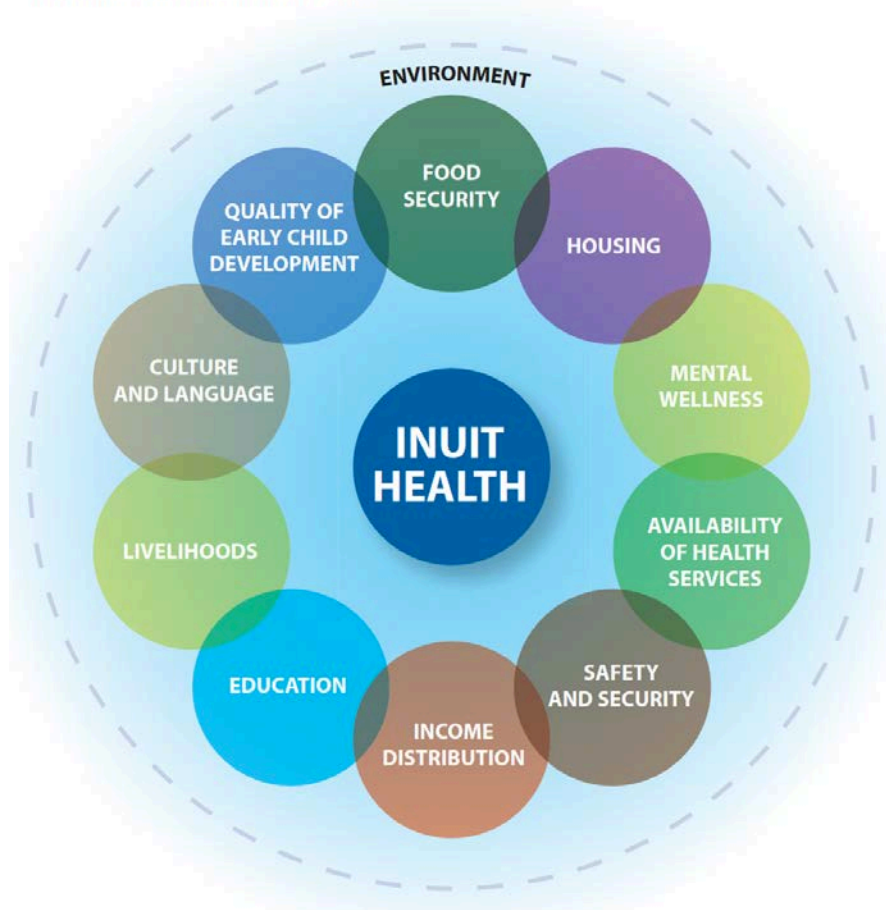 ENVIRONMENT
FOOD
SECURITY
QUALITY OF
EARLY CHILD
DEVELOPMENT
HOUSING
CULTURE
AND LANGUAGE
MENTAL
WELLNESS
INUIT
HEALTH
LIVELIHOODS
AVAILABILITY
OF HEALTH
SERVICES
EDUCATION
SAFETY
AND SECURITY
INCOME
DISTRIBUTION